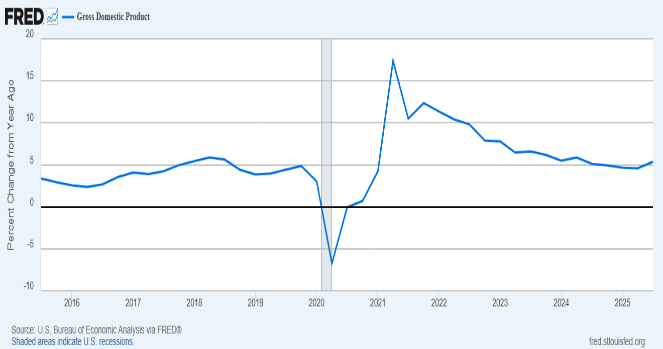 FRED Gross Domestic Product
Percent Change from Year Ago
20
15
10
5
0
-5
-10
2016 2017 2018 2019 2020 2021 2022 2023 2024 2025
Source: U.S. Bureau of Economic Analysis via FRED®
Shaded areas indicate U.S. recessions.
fred.stlouisfed.org